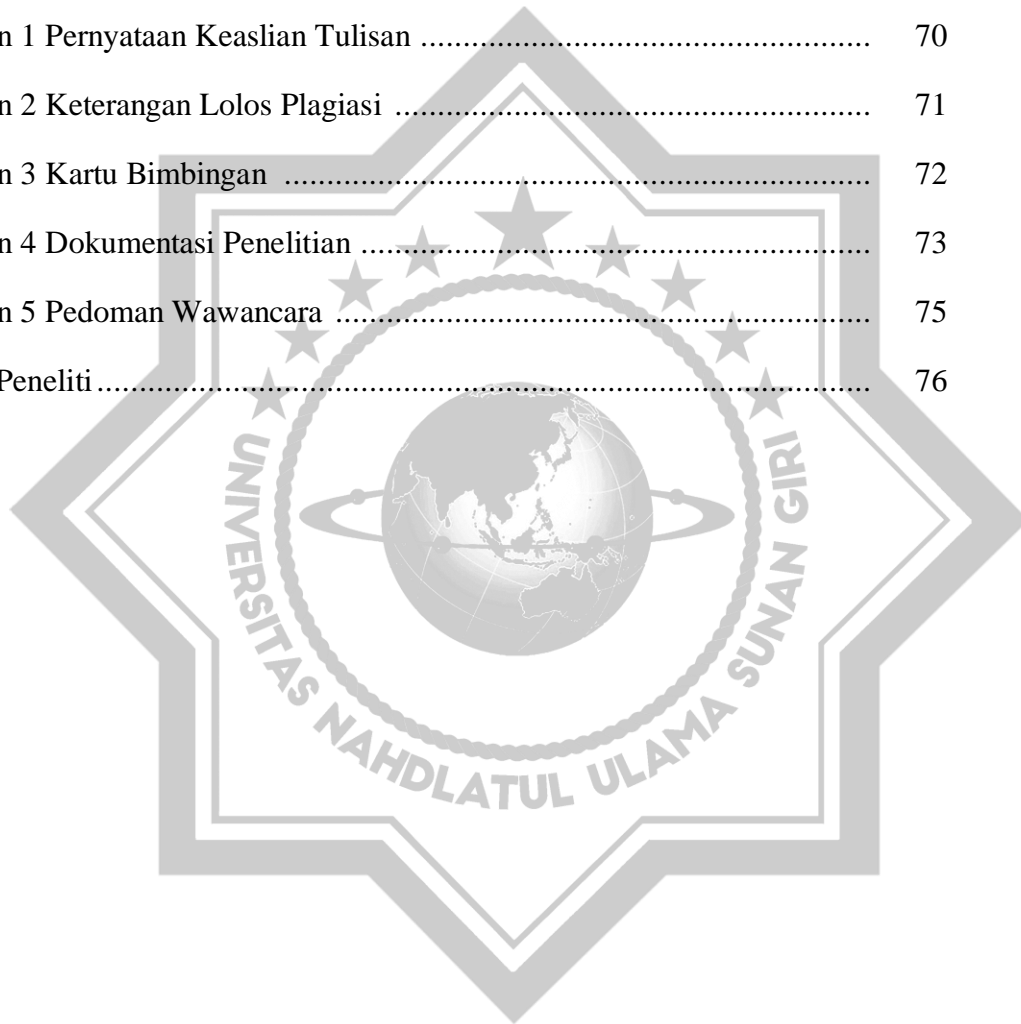 n 1 Pernyataan Keaslian Tulisan ........................................................... 70
n 2 Keterangan Lolos Plagiasi .............................................................. 71
n 3 Kartu Bimbingan ............................................................................ 72
n 4 Dokumentasi Penelitian .................................................................. 73
n 5 Pedoman Wawancara ...................................................................... 75
Peneliti .................................................................................................... 76
UNIVERSITAS NAHDLATUL ULAMA SUNAN GIRI